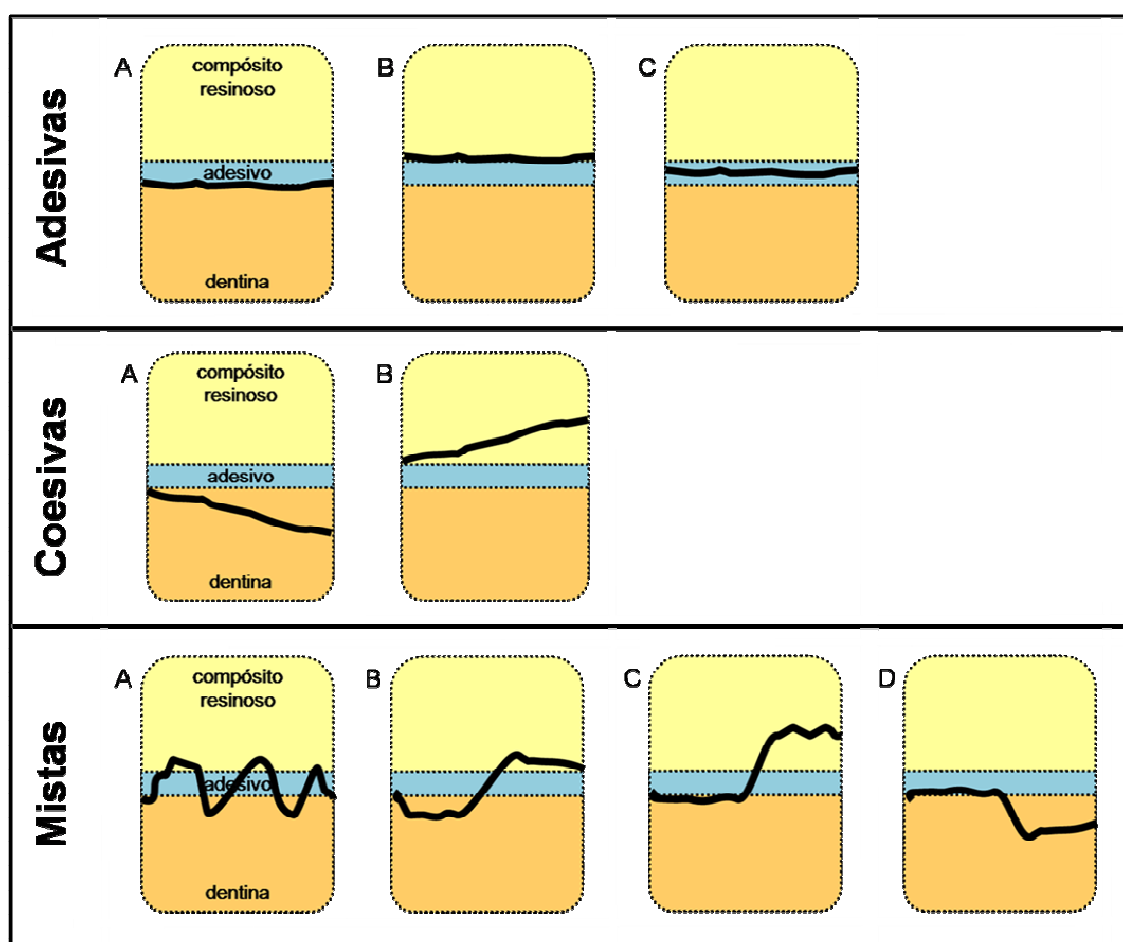 Adesivas
A
compósito
resinoso
adesivo
dentina
B
C
Coesivas
A
compósito
resinoso
adesivo
dentina
B
Mistas
A
compósito
resinoso
adesivo
dentina
B
C
D